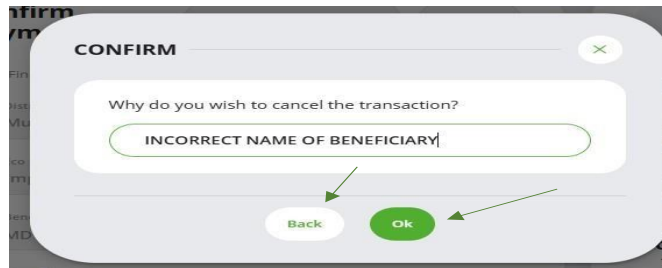 CONFIRM
Why do you wish to cancel the transaction?
INCORRECT NAME OF BENEFICIARY
Back
Ok